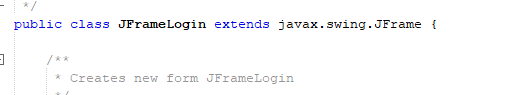 */
public class JFrameLogin extends javax.swing.JFrame {
/**
* Creates new form JFrameLogin
*/